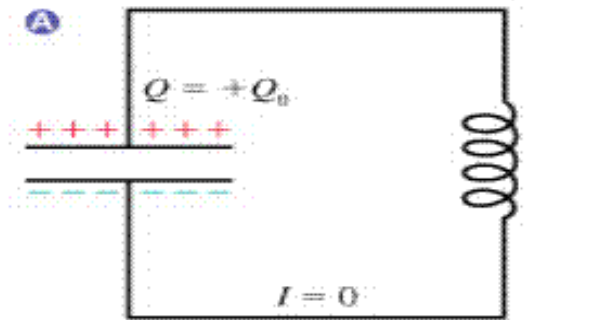 A
Q = +Q₀
+ + + + + +
− − − − − −
I = 0